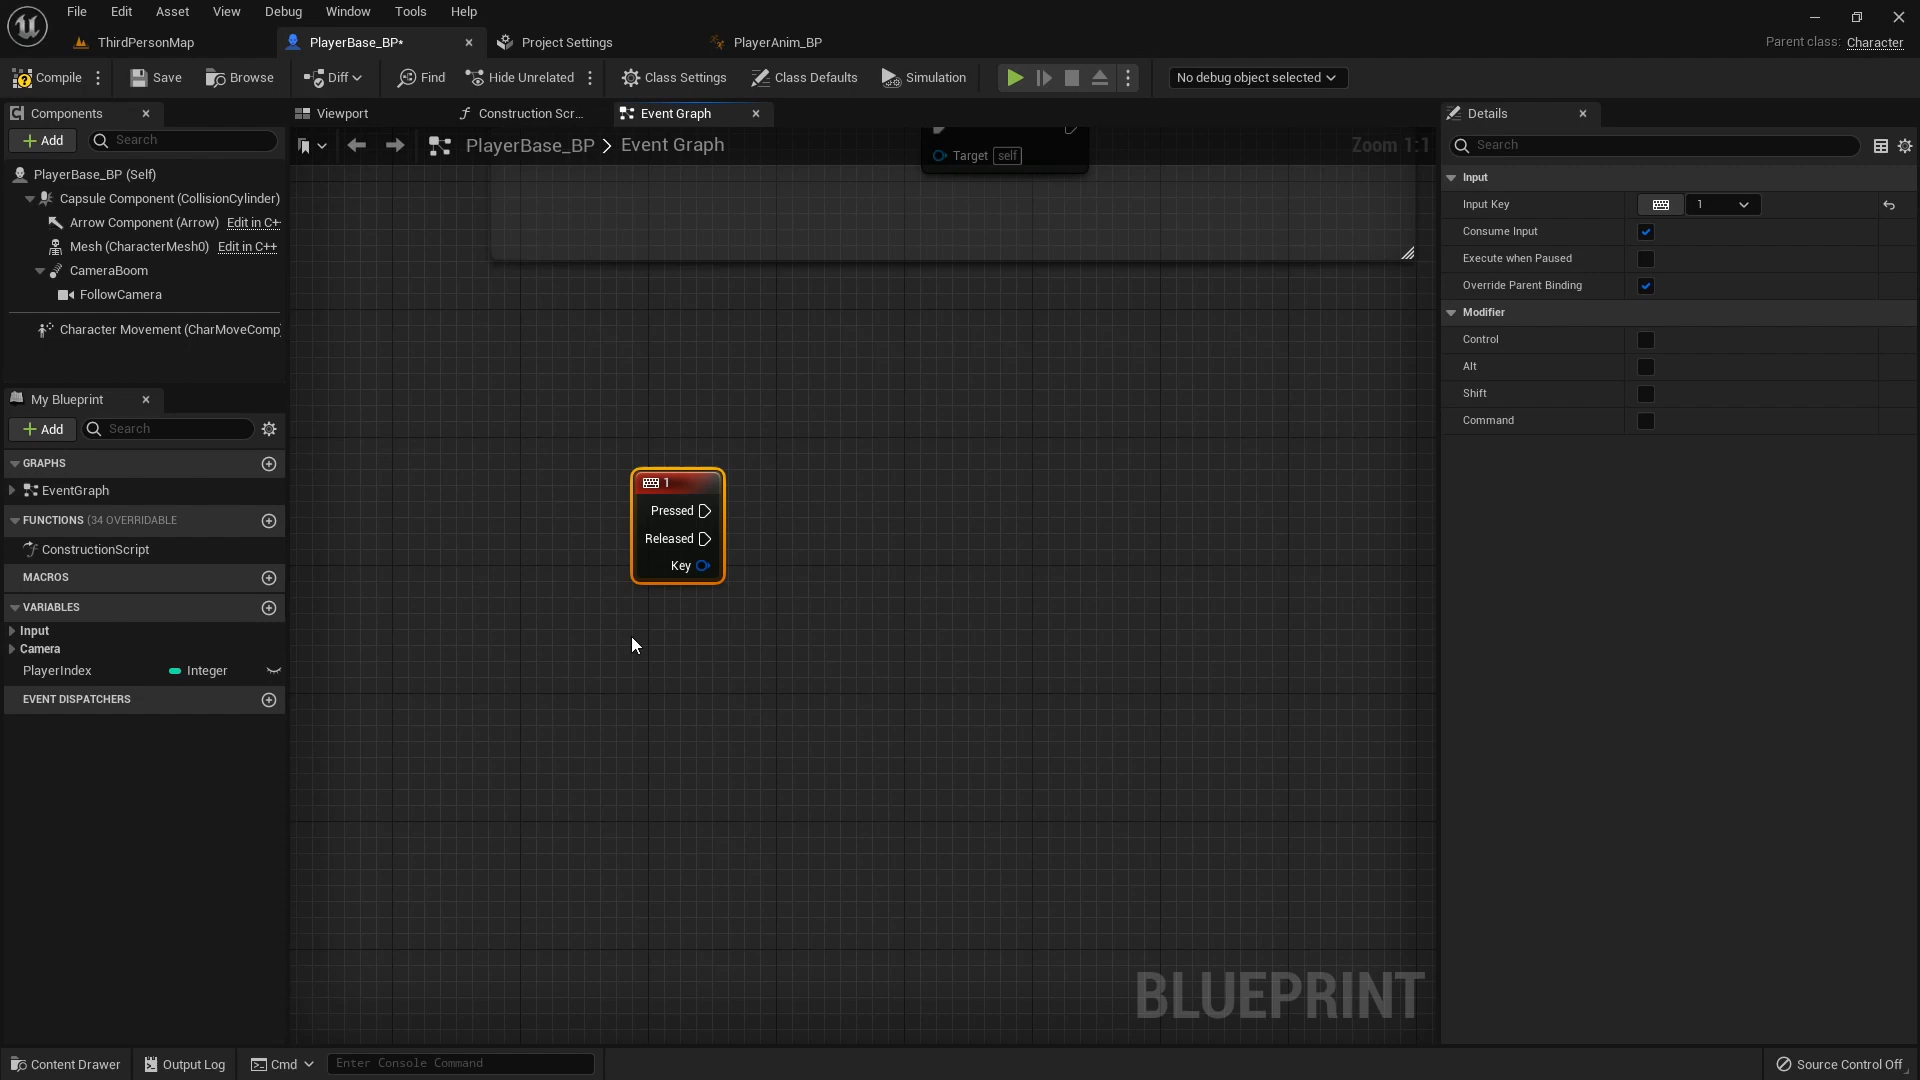 File Edit Asset View Debug Window Tools Help
ThirdPersonMap PlayerBase_BP* Project Settings PlayerAnim_BP
Parent class: Character
Compile Save Browse Diff Find Hide Unrelated Class Settings Class Defaults Simulation No debug object selected
Components
Add Search
PlayerBase_BP (Self)
Capsule Component (CollisionCylinder)
Arrow Component (Arrow) Edit in C+
Mesh (CharacterMesh0) Edit in C++
CameraBoom
FollowCamera
Character Movement (CharMoveComp)
My Blueprint
Add Search
GRAPHS
EventGraph
FUNCTIONS (34 OVERRIDABLE
ConstructionScript
MACROS
VARIABLES
Input
Camera
PlayerIndex Integer
EVENT DISPATCHERS
Viewport Construction Scr... Event Graph
PlayerBase_BP > Event Graph
Zoom 1:1
Target self
1
Pressed
Released
Key
BLUEPRINT
Details
Search
Input
Input Key 1
Consume Input
Execute when Paused
Override Parent Binding
Modifier
Control
Alt
Shift
Command
Content Drawer Output Log Cmd Enter Console Command Source Control Off